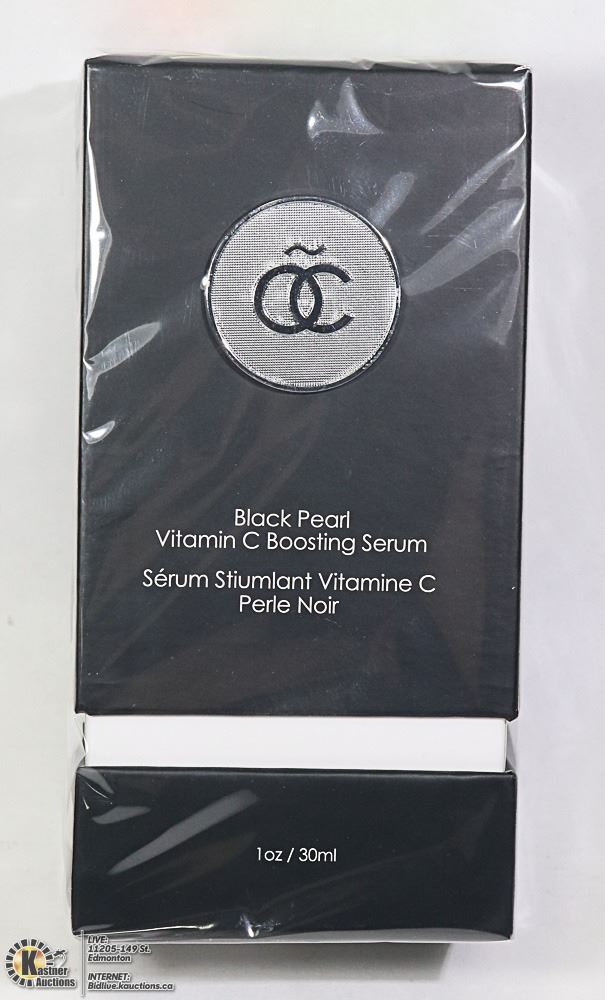 ÕC
Black Pearl
Vitamin C Boosting Serum
Sérum Stiumlant Vitamine C
Perle Noir
1oz / 30ml
Kastner
Auctions
LIVE:
11205-149 St.
Edmonton
INTERNET:
Bidlive.kauctions.ca